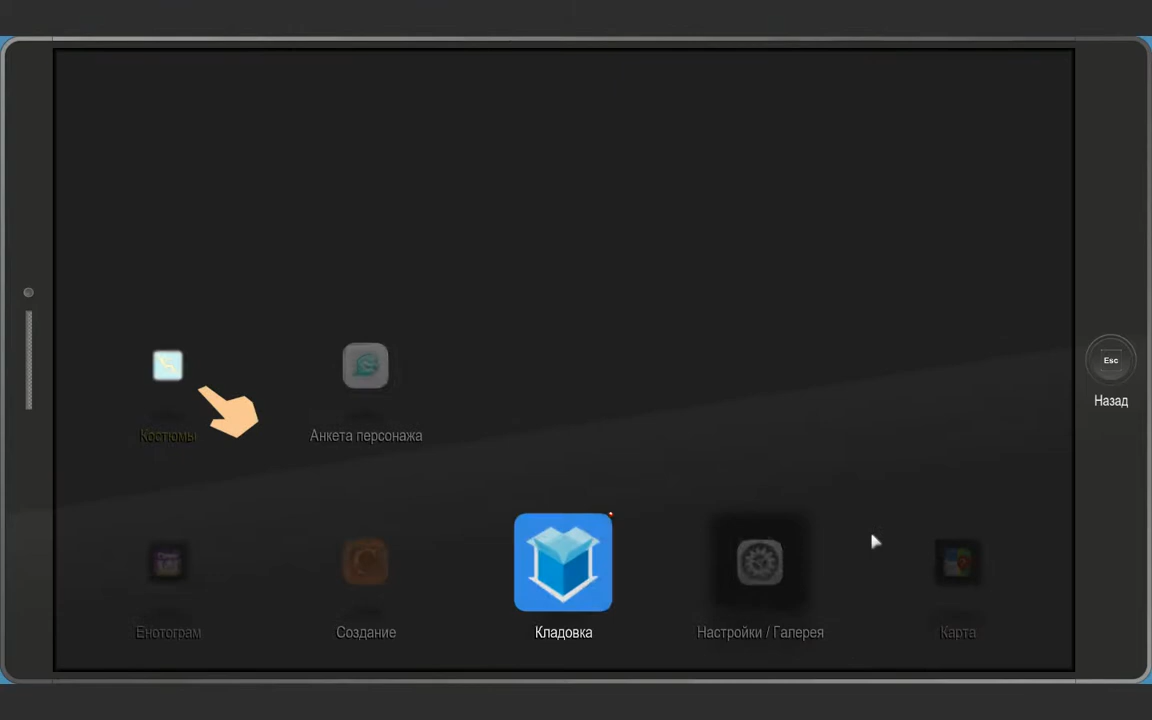 Esc
Назад
Костюмы
Анкета персонажа
Енотограм
Создание
Кладовка
Настройки / Галерея
Карта